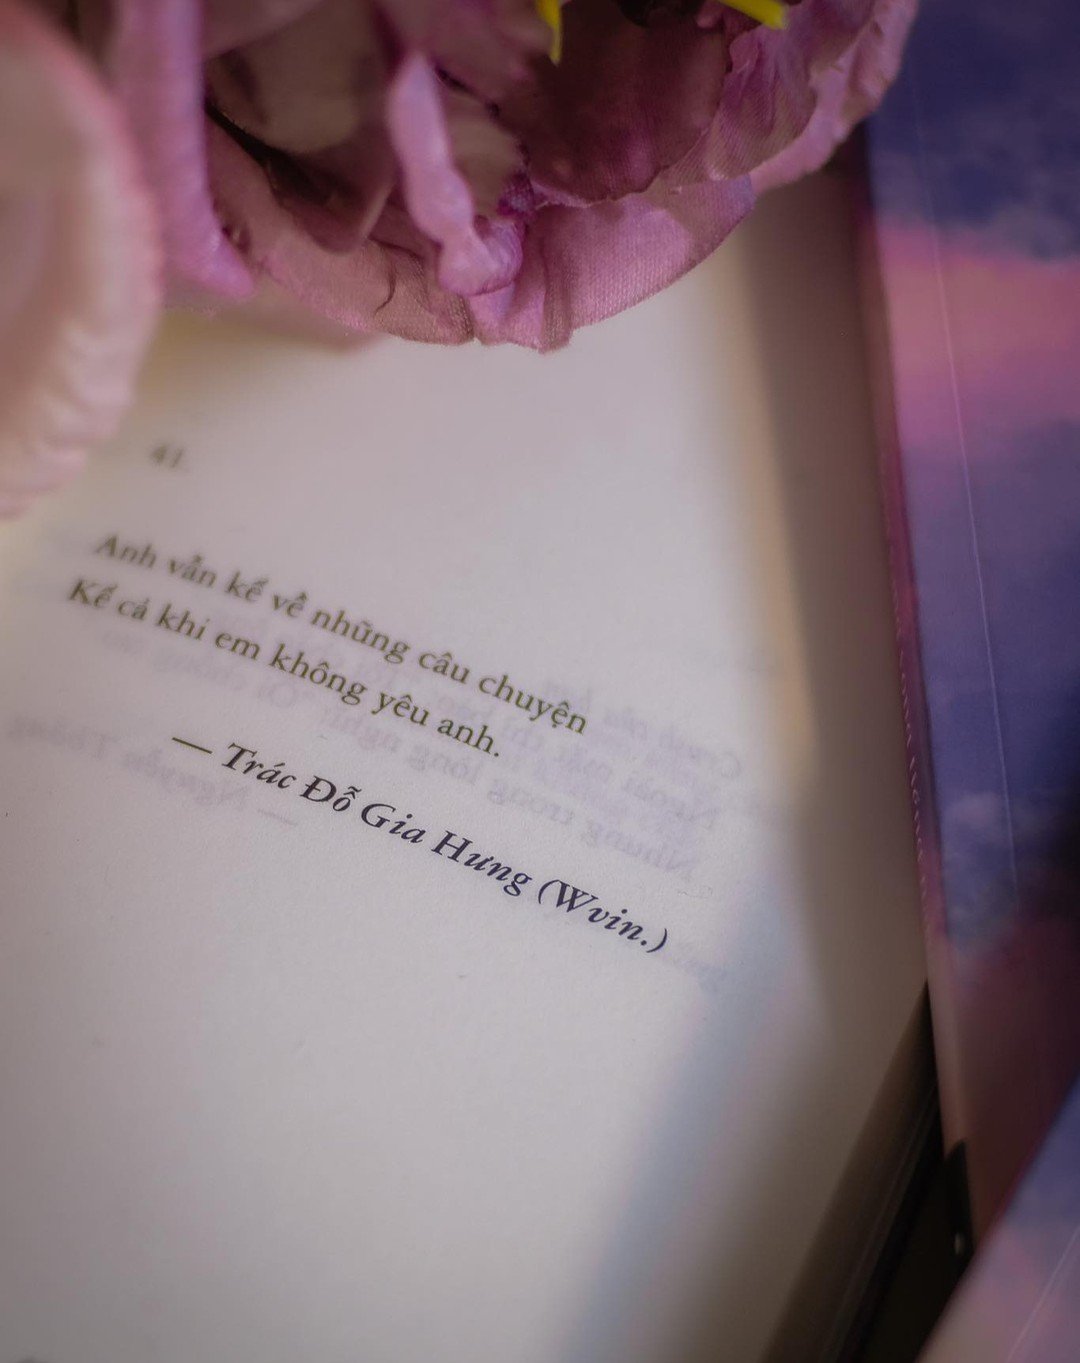 41.
Anh vẫn kể về những câu chuyện
Kể cả khi em không yêu anh.
— Trác Đỗ Gia Hưng (Wvin.)